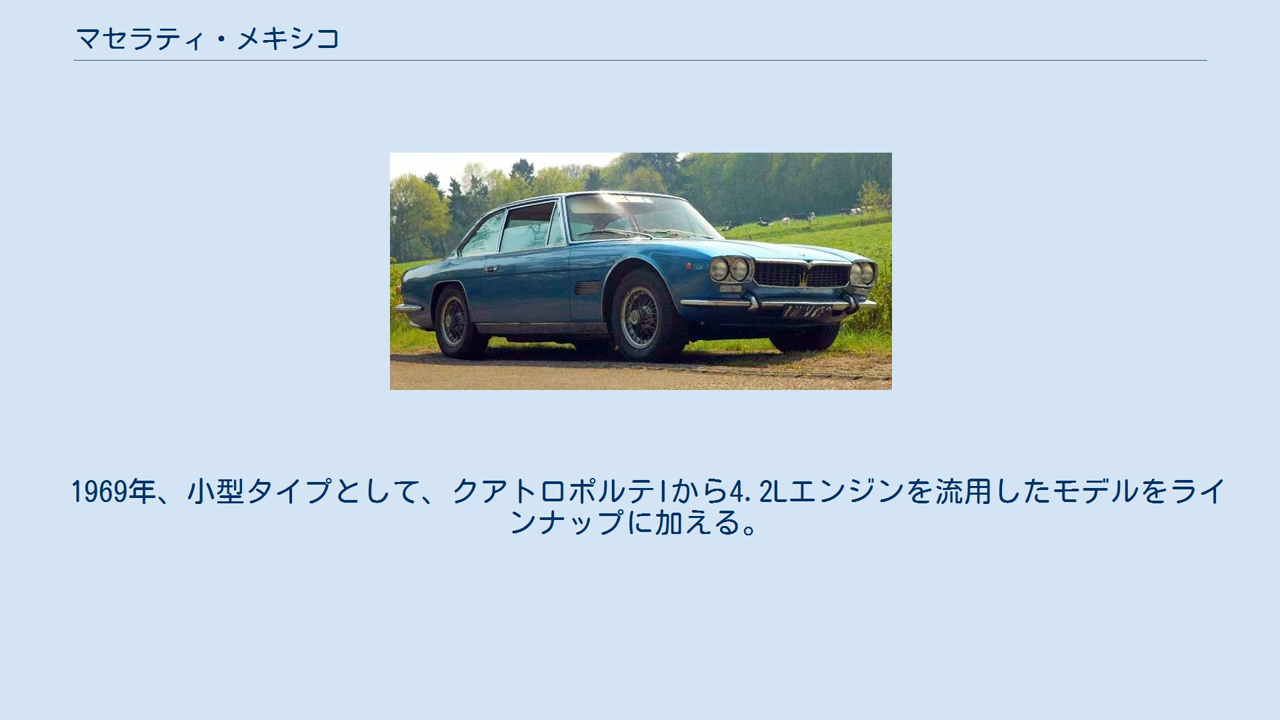 マセラティ・メキシコ
1969年、小型タイプとして、クアトロポルテIから4.2Lエンジンを流用したモデルをライ
ンナップに加える。